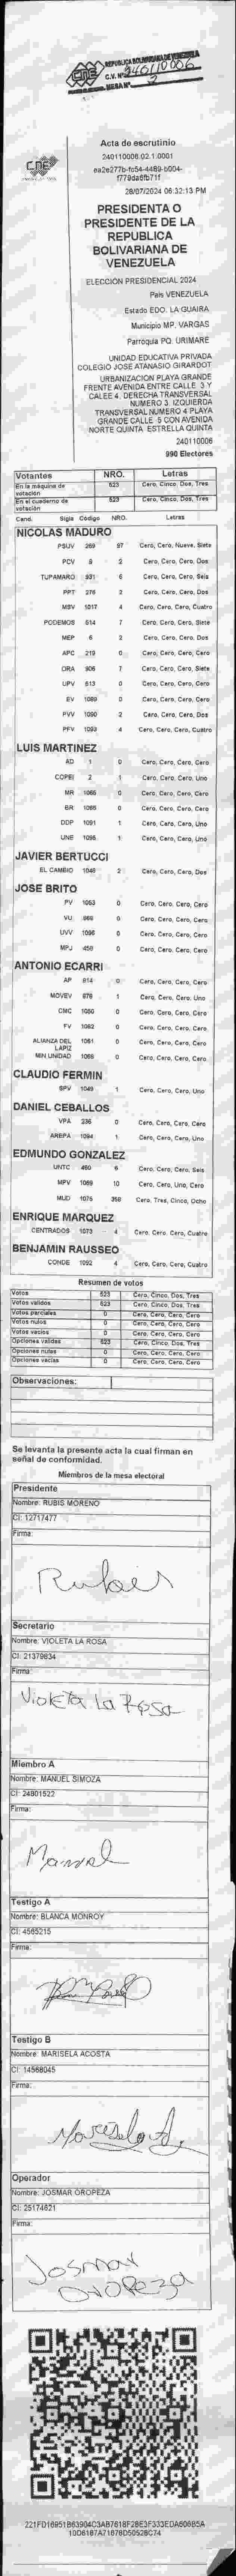 CNE
REPUBLICA BOLIVARIANA DE VENEZUELA
C.V. Nº 240110006
MESA Nº 2
CNE
Acta de escrutinio
240110006.02.1.0001
28/07/2024 06:32:13 PM
PRESIDENTA O
PRESIDENTE DE LA
REPUBLICA
BOLIVARIANA DE
VENEZUELA
ELECCIÓN PRESIDENCIAL 2024
País VENEZUELA
Estado EDO. LA GUAIRA
Municipio MP. VARGAS
Parroquia PQ. URIMARE
UNIDAD EDUCATIVA PRIVADA
COLEGIO JOSE ATANASIO GIRARDOT
URBANIZACION PLAYA GRANDE
FRENTE AVENIDA ENTRE CALLE 3 Y
CALEE 4. DERECHA TRANSVERSAL
NUMERO 3. IZQUIERDA
TRANSVERSAL NUMERO 4 PLAYA
GRANDE CALLE 5 CON AVENIDA
NORTE QUINTA ESTRELLA QUINTA
240110006
990 Electores
Votantes NRO. Letras
En la máquina de votación 523 Cero, Cinco, Dos, Tres
En el cuaderno de votación 523 Cero, Cinco, Dos, Tres
Cand. Sigla Código NRO. Letras
NICOLAS MADURO
PSUV 269 97 Cero, Cero, Nueve, Siete
PCV 9 2 Cero, Cero, Cero, Dos
TUPAMARO 931 6 Cero, Cero, Cero, Seis
PPT 276 2 Cero, Cero, Cero, Dos
MSV 1017 4 Cero, Cero, Cero, Cuatro
PODEMOS 514 7 Cero, Cero, Cero, Siete
MEP 6 2 Cero, Cero, Cero, Dos
APC 219 0 Cero, Cero, Cero, Cero
ORA 906 7 Cero, Cero, Cero, Siete
UPV 613 0 Cero, Cero, Cero, Cero
EV 1089 0 Cero, Cero, Cero, Cero
FVV 1090 2 Cero, Cero, Cero, Dos
PFV 1093 4 Cero, Cero, Cero, Cuatro
LUIS MARTINEZ
AD 1 0 Cero, Cero, Cero, Cero
COPEI 2 1 Cero, Cero, Cero, Uno
MR 1065 0 Cero, Cero, Cero, Cero
BR 1088 0 Cero, Cero, Cero, Cero
DDP 1091 1 Cero, Cero, Cero, Uno
UNE 1095 1 Cero, Cero, Cero, Uno
JAVIER BERTUCCI
EL CAMBIO 1048 2 Cero, Cero, Cero, Dos
JOSE BRITO
PV 1053 0 Cero, Cero, Cero, Cero
VU 868 0 Cero, Cero, Cero, Cero
UVV 1096 0 Cero, Cero, Cero, Cero
MPJ 450 0 Cero, Cero, Cero, Cero
ANTONIO ECARRI
AP 914 0 Cero, Cero, Cero, Cero
MOVEV 878 1 Cero, Cero, Cero, Uno
CMC 1050 0 Cero, Cero, Cero, Cero
FV 1062 0 Cero, Cero, Cero, Cero
ALIANZA DEL LAPIZ 1051 0 Cero, Cero, Cero, Cero
MIN UNIDAD 1068 0 Cero, Cero, Cero, Cero
CLAUDIO FERMIN
SPV 1049 1 Cero, Cero, Cero, Uno
DANIEL CEBALLOS
VPA 236 0 Cero, Cero, Cero, Cero
AREPA 1094 1 Cero, Cero, Cero, Uno
EDMUNDO GONZALEZ
UNTC 460 6 Cero, Cero, Cero, Seis
MPV 1069 10 Cero, Cero, Uno, Cero
MUD 1076 358 Cero, Tres, Cinco, Ocho
ENRIQUE MARQUEZ
CENTRADOS 1073 4 Cero, Cero, Cero, Cuatro
BENJAMIN RAUSSEO
CONDE 1092 4 Cero, Cero, Cero, Cuatro
Resumen de votos
Votos 523 Cero, Cinco, Dos, Tres
Votos validos 523 Cero, Cinco, Dos, Tres
Votos parciales 0 Cero, Cero, Cero, Cero
Votos nulos 0 Cero, Cero, Cero, Cero
Votos vacios 0 Cero, Cero, Cero, Cero
Opciones validas 523 Cero, Cinco, Dos, Tres
Opciones nulas 0 Cero, Cero, Cero, Cero
Opciones vacias 0 Cero, Cero, Cero, Cero
Observaciones:
Se levanta la presente acta la cual firman en
señal de conformidad.
Miembros de la mesa electoral
Presidente
Nombre: RUBIS MORENO
CI: 12717477
Firma:
Rubis
Secretario
Nombre: VIOLETA LA ROSA
CI: 21379834
Firma:
Violeta La Rosa
Miembro A
Nombre: MANUEL SIMOZA
CI: 24801522
Firma:
Manuel
Testigo A
Nombre: BLANCA MONROY
CI: 4565215
Firma:
Testigo B
Nombre: MARISELA ACOSTA
CI: 14568045
Firma:
Marisela A.
Operador
Nombre: JOSMAR OROPEZA
CI: 25174621
Firma:
Josmar
Oropeza